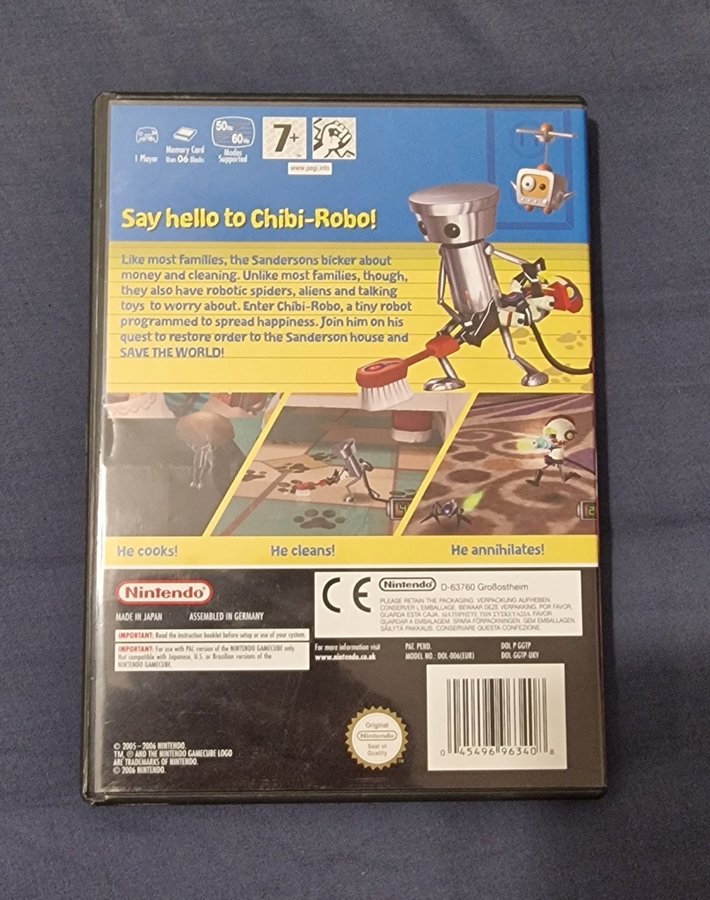 50Hz
60Hz
7+
1 Player
Memory Card
Uses 06 Blocks
Modes
Supported
www.pegi.info
Say hello to Chibi-Robo!
Like most families, the Sandersons bicker about
money and cleaning. Unlike most families, though,
they also have robotic spiders, aliens and talking
toys to worry about. Enter Chibi-Robo, a tiny robot
programmed to spread happiness. Join him on his
quest to restore order to the Sanderson house and
SAVE THE WORLD!
He cooks!
He cleans!
He annihilates!
Nintendo®
MADE IN JAPAN ASSEMBLED IN GERMANY
IMPORTANT: Read the instruction booklet before setup or use of your system.
IMPORTANT: For use with PAL version of the NINTENDO GAMECUBE only.
Not compatible with Japanese, U.S. or Brazilian versions of the
NINTENDO GAMECUBE.
CE
Nintendo® D-63760 Großostheim
PLEASE RETAIN THE PACKAGING. VERPACKUNG AUFHEBEN.
CONSERVER L'EMBALLAGE. BEWAAR DEZE VERPAKKING. POR FAVOR,
GUARDA ESTA CAJA. ΔΙΑΤΗΡΗΣΤΕ ΤΗΝ ΣΥΣΚΕΥΑΣΙΑ. FAVOR
GUARDAR A EMBALAGEM. SPARA FÖRPACKNINGEN. GEM EMBALLAGEN.
SÄILYTÄ PAKKAUS. CONSERVARE QUESTA CONFEZIONE.
For more information visit
www.nintendo.co.uk
PAT. PEND.
MODEL NO.: DOL-006(EUR)
DOL P GGTP
DOL-GGTP-UKV
© 2005–2006 NINTENDO.
TM, ® AND THE NINTENDO GAMECUBE LOGO
ARE TRADEMARKS OF NINTENDO.
© 2006 NINTENDO.
Original
Nintendo
Seal of
Quality
0 45496 96340 8